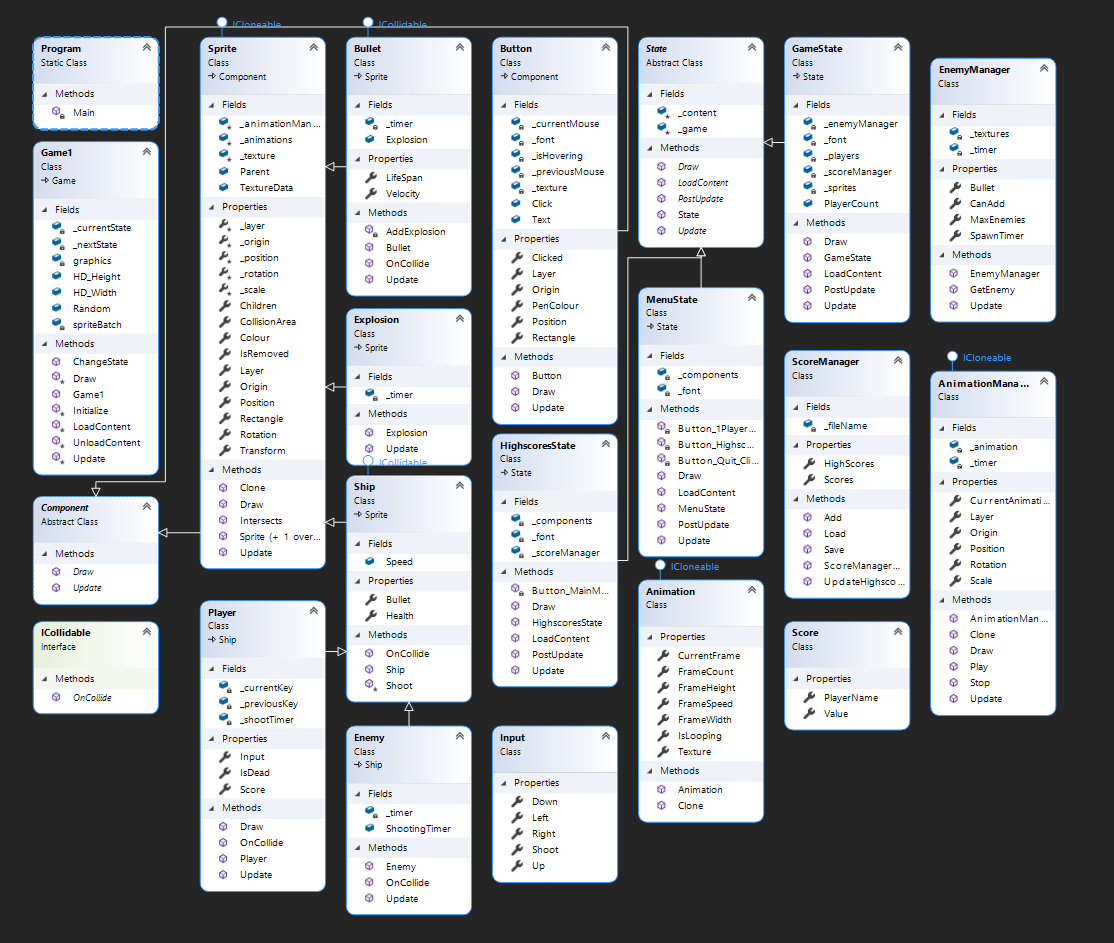 Program
Static Class
Methods
Main
Game1
Class
Game
Fields
_currentState
_nextState
graphics
HD_Height
HD_Width
Random
spriteBatch
Methods
ChangeState
Draw
Game1
Initialize
LoadContent
UnloadContent
Update
Component
Abstract Class
Methods
Draw
Update
ICollidable
Interface
Methods
OnCollide
ICloneable
Sprite
Class
Component
Fields
_animationMan ...
_animations
_texture
Parent
TextureData
Properties
_layer
_origin
_position
_rotation
_scale
Children
CollisionArea
Colour
IsRemoved
Layer
Origin
Position
Rectangle
Rotation
Transform
Methods
Clone
Draw
Intersects
Sprite (+ 1 over...
Update
Player
Class
Ship
Fields
_currentKey
_previousKey
_shootTimer
Properties
Input
IsDead
Score
Methods
Draw
OnCollide
Player
Update
ICollidable
Bullet
Class
Sprite
Fields
_timer
Explosion
Properties
LifeSpan
Velocity
Methods
AddExplosion
Bullet
OnCollide
Update
Explosion
Class
Sprite
Fields
_timer
Methods
Explosion
Update
ICollidable
Ship
Class
Sprite
Fields
Speed
Properties
Bullet
Health
Methods
OnCollide
Ship
Shoot
Enemy
Class
Ship
Fields
_timer
ShootingTimer
Methods
Enemy
OnCollide
Update
Button
Class
Component
Fields
_currentMouse
_font
_isHovering
_previousMouse
_texture
Click
Text
Properties
Clicked
Layer
Origin
PenColour
Position
Rectangle
Methods
Button
Draw
Update
HighscoresState
Class
State
Fields
_components
_font
_scoreManager
Methods
Button_MainM...
Draw
HighscoresState
LoadContent
PostUpdate
Update
Input
Class
Properties
Down
Left
Right
Shoot
Up
State
Abstract Class
Fields
_content
_game
Methods
Draw
LoadContent
PostUpdate
State
Update
MenuState
Class
State
Fields
_components
_font
Methods
Button_1Player...
Button_Highsc...
Button_Quit_Cli...
Draw
LoadContent
MenuState
PostUpdate
Update
ICloneable
Animation
Class
Properties
CurrentFrame
FrameCount
FrameHeight
FrameSpeed
FrameWidth
IsLooping
Texture
Methods
Animation
Clone
GameState
Class
State
Fields
_enemyManager
_font
_players
_scoreManager
_sprites
PlayerCount
Methods
Draw
GameState
LoadContent
PostUpdate
Update
ScoreManager
Class
Fields
_fileName
Properties
HighScores
Scores
Methods
Add
Load
Save
ScoreManager...
UpdateHighsco...
Score
Class
Properties
PlayerName
Value
EnemyManager
Class
Fields
_textures
_timer
Properties
Bullet
CanAdd
MaxEnemies
SpawnTimer
Methods
EnemyManager
GetEnemy
Update
ICloneable
AnimationMana ...
Class
Fields
_animation
_timer
Properties
CurrentAnimati...
Layer
Origin
Position
Rotation
Scale
Methods
AnimationMan ...
Clone
Draw
Play
Stop
Update